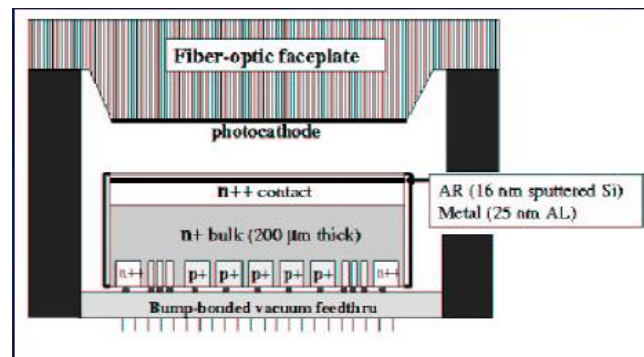 Fiber-optic faceplate
photocathode
n++ contact
AR (16 nm sputtered Si)
Metal (25 nm AL)
n+ bulk (200 µm thick)
n++ p+ p+ p+ p+ p+ n++
Bump-bonded vacuum feedthru